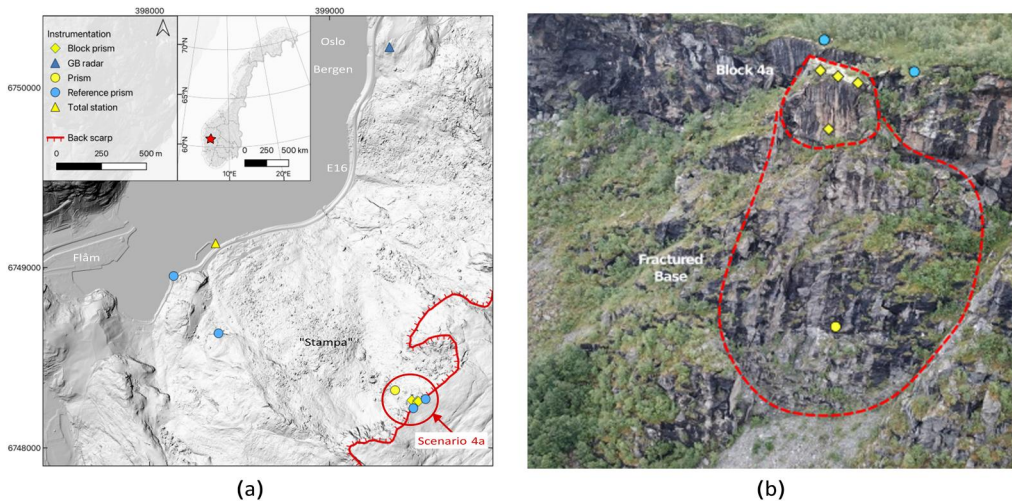 398000
399000
Instrumentation
Block prism
GB radar
Prism
Reference prism
Total station
Back scarp
0 250 500 m
70°N
65°N
60°N
0 250 500 km
10°E 20°E
Oslo
Bergen
E16
6750000
6749000
6748000
Flåm
"Stampa"
Scenario 4a
(a)
Block 4a
Fractured
Base
(b)